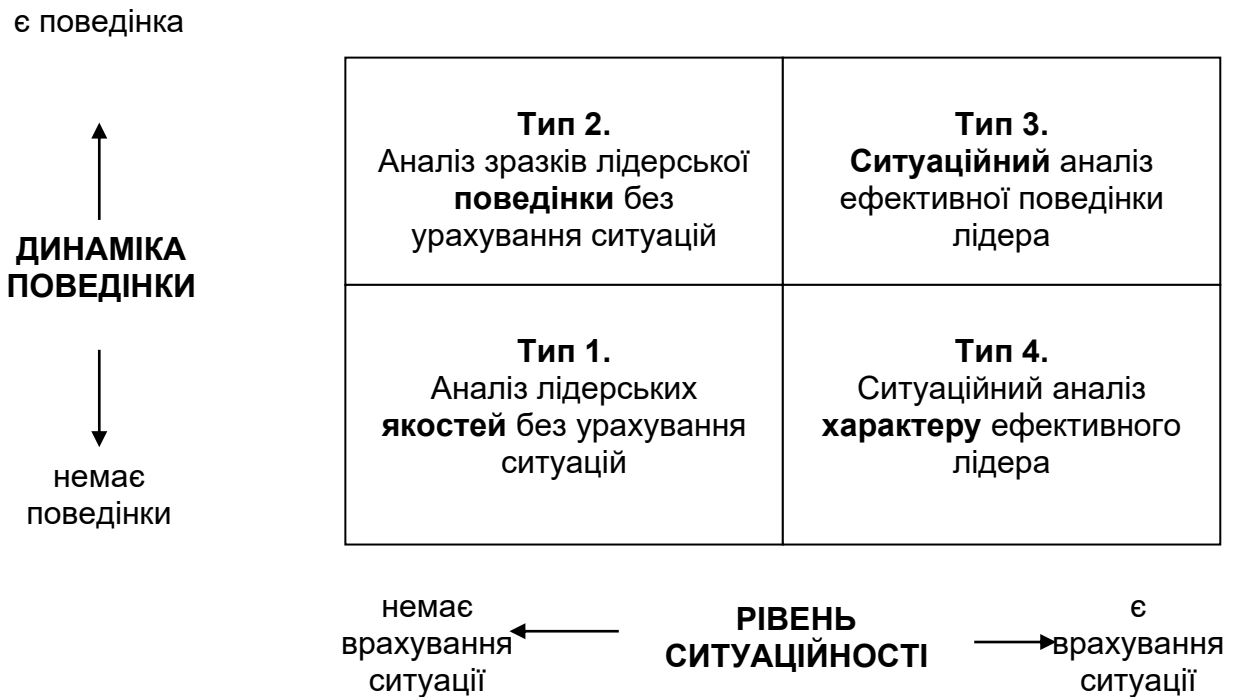 є поведінка
Тип 2.
Аналіз зразків лідерської
поведінки без
урахування ситуацій
Тип 3.
Ситуаційний аналіз
ефективної поведінки
лідера
ДИНАМІКА
ПОВЕДІНКИ
Тип 1.
Аналіз лідерських
якостей без урахування
ситуацій
Тип 4.
Ситуаційний аналіз
характеру ефективного
лідера
немає
поведінки
немає
врахування
ситуації
РІВЕНЬ
СИТУАЦІЙНОСТІ
є
врахування
ситуації